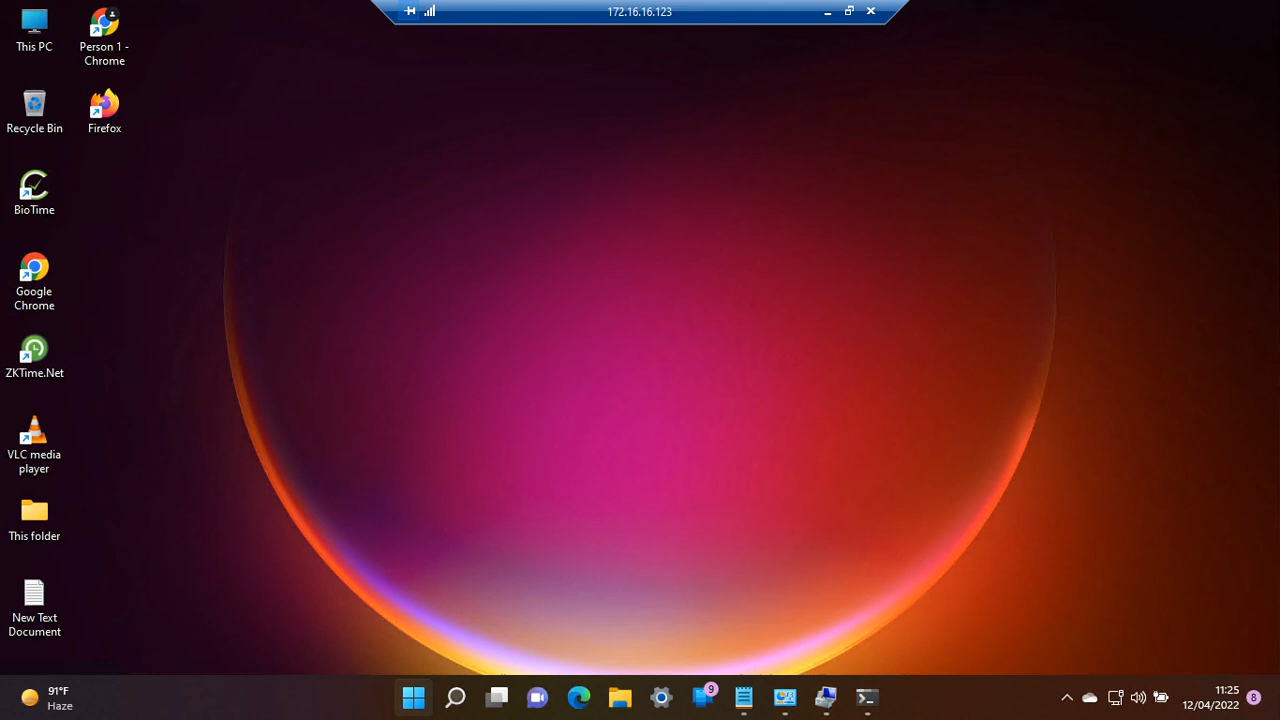 172.16.16.123
This PC
Person 1 -
Chrome
Recycle Bin
Firefox
BioTime
Google
Chrome
ZKTime.Net
VLC media
player
This folder
New Text
Document
91°F
Haze
9
11:25
12/04/2022
8